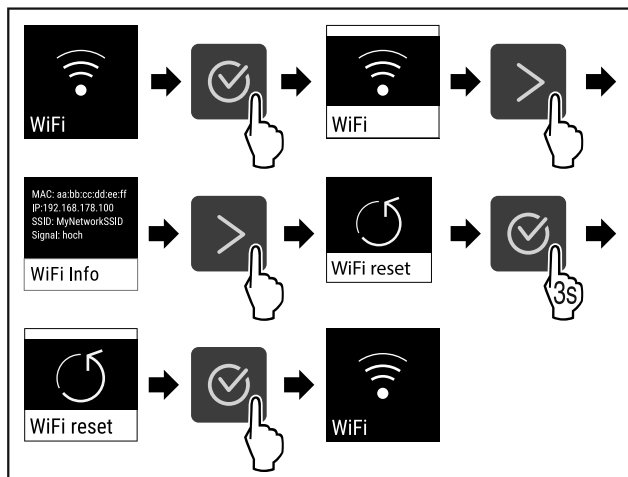 WiFi
WiFi
MAC: aa:bb:cc:dd:ee:ff
IP:192.168.178.100
SSID: MyNetworkSSID
Signal: hoch
WiFi Info
WiFi reset
3s
WiFi reset
WiFi